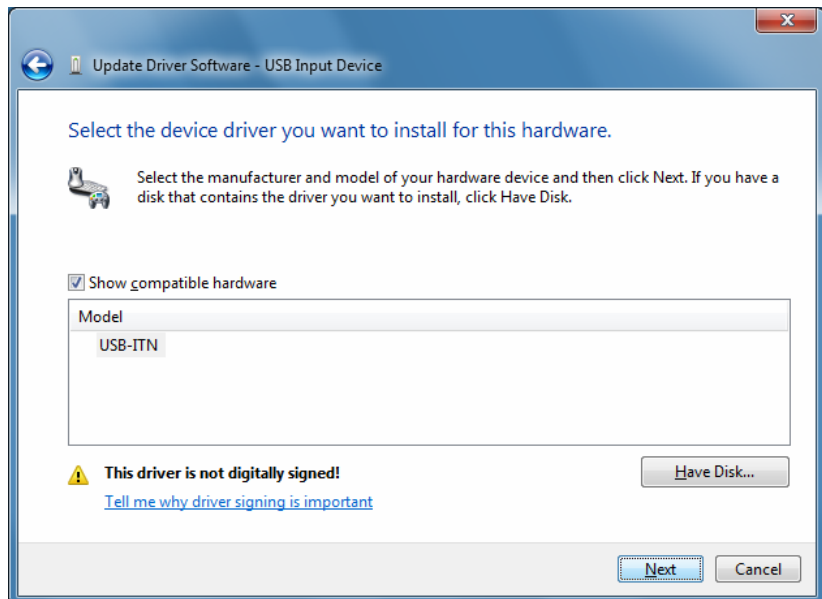 Update Driver Software - USB Input Device
Select the device driver you want to install for this hardware.
Select the manufacturer and model of your hardware device and then click Next. If you have a
disk that contains the driver you want to install, click Have Disk.
Show compatible hardware
Model
USB-ITN
This driver is not digitally signed!
Have Disk...
Tell me why driver signing is important
Next
Cancel